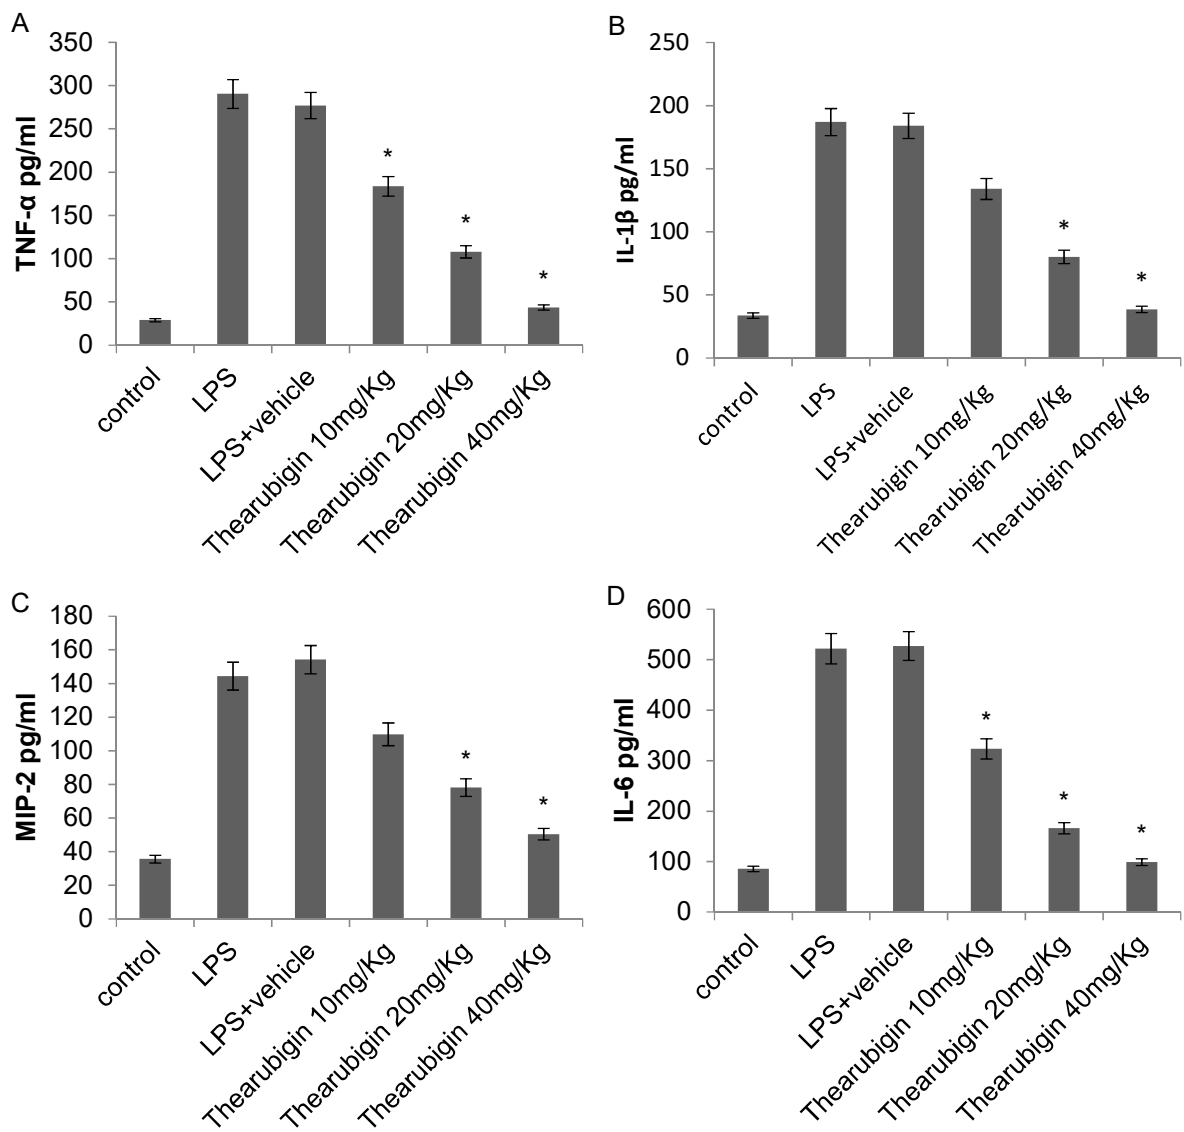 A
TNF-α pg/ml
350
300
250
200
150
100
50
0
*
*
*
control
LPS
LPS+vehicle
Thearubigin 10mg/Kg
Thearubigin 20mg/Kg
Thearubigin 40mg/Kg
B
IL-1β pg/ml
250
200
150
100
50
0
*
*
control
LPS
LPS+vehicle
Thearubigin 10mg/Kg
Thearubigin 20mg/Kg
Thearubigin 40mg/Kg
C
MIP-2 pg/ml
180
160
140
120
100
80
60
40
20
0
*
*
control
LPS
LPS+vehicle
Thearubigin 10mg/Kg
Thearubigin 20mg/Kg
Thearubigin 40mg/Kg
D
IL-6 pg/ml
600
500
400
300
200
100
0
*
*
*
control
LPS
LPS+vehicle
Thearubigin 10mg/Kg
Thearubigin 20mg/Kg
Thearubigin 40mg/Kg